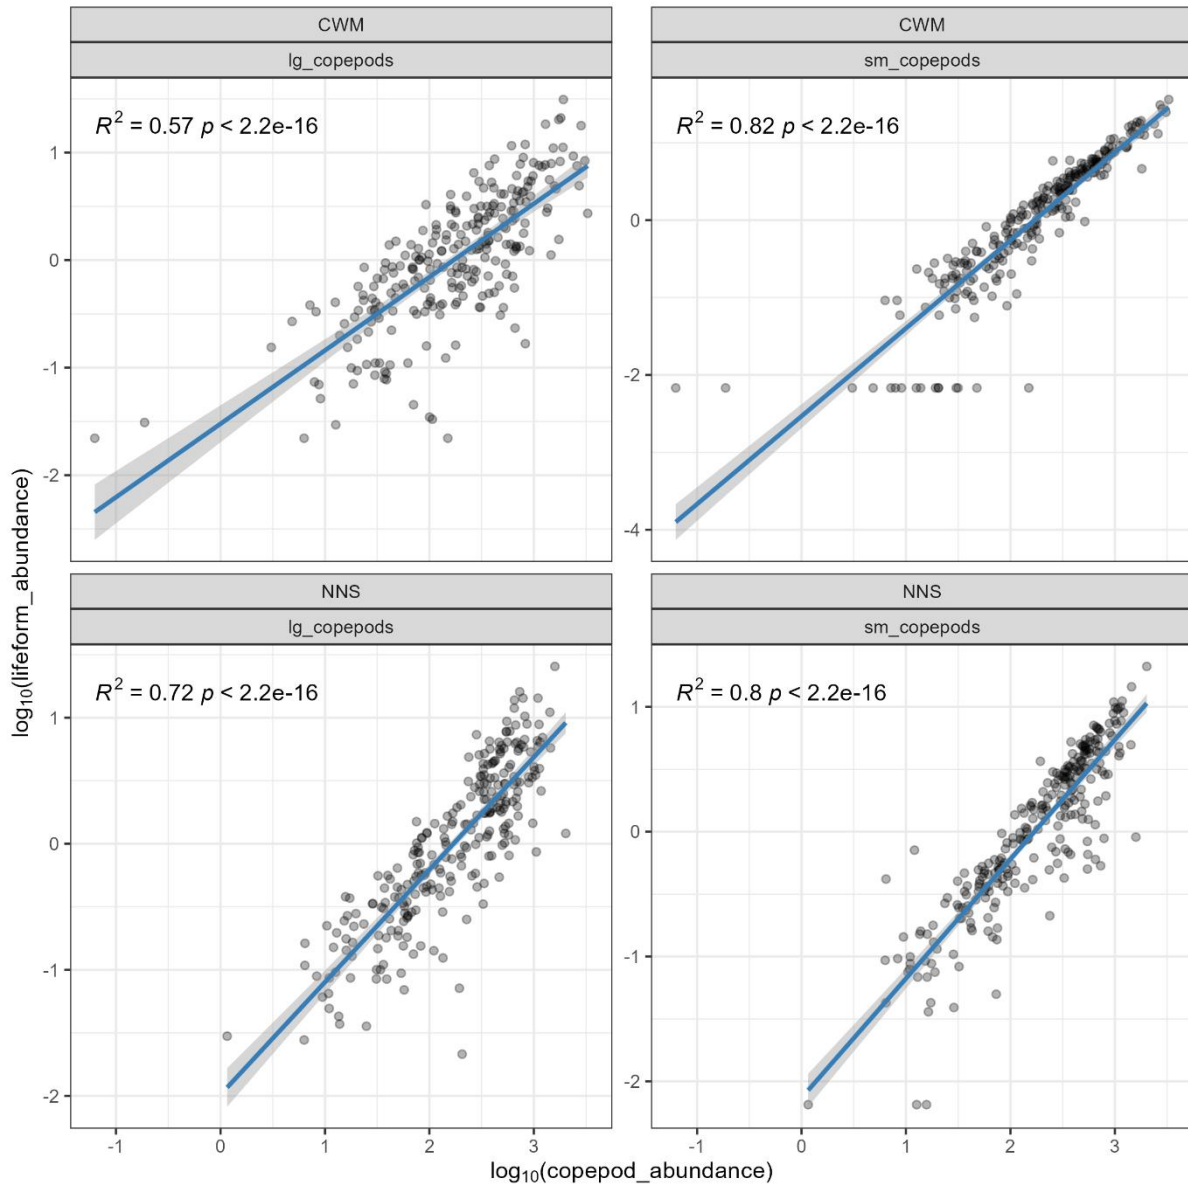 CWM
CWM
lg_copepods
sm_copepods
R² = 0.57 p < 2.2e-16
R² = 0.82 p < 2.2e-16
1
0
-1
-2
0
-2
-4
NNS
NNS
lg_copepods
sm_copepods
R² = 0.72 p < 2.2e-16
R² = 0.8 p < 2.2e-16
1
0
-1
-2
1
0
-1
-2
-1 0 1 2 3
-1 0 1 2 3
log₁₀(copepod_abundance)
log₁₀(lifeform_abundance)